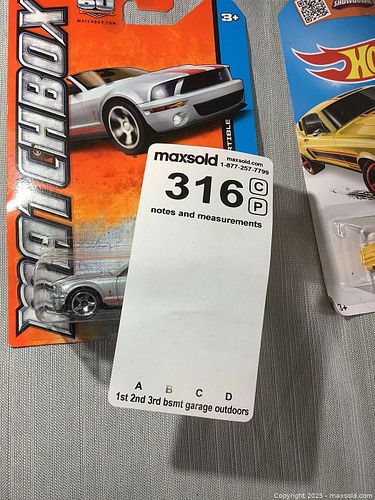 MATCHBOX
MATCHBOX.COM
3+
HO
maxsold maxsold.com
1-877-257-7799
316 C
P
notes and measurements
A B C D
1st 2nd 3rd bsmt garage outdoors
3+
Copyright 2025 - maxsold.com